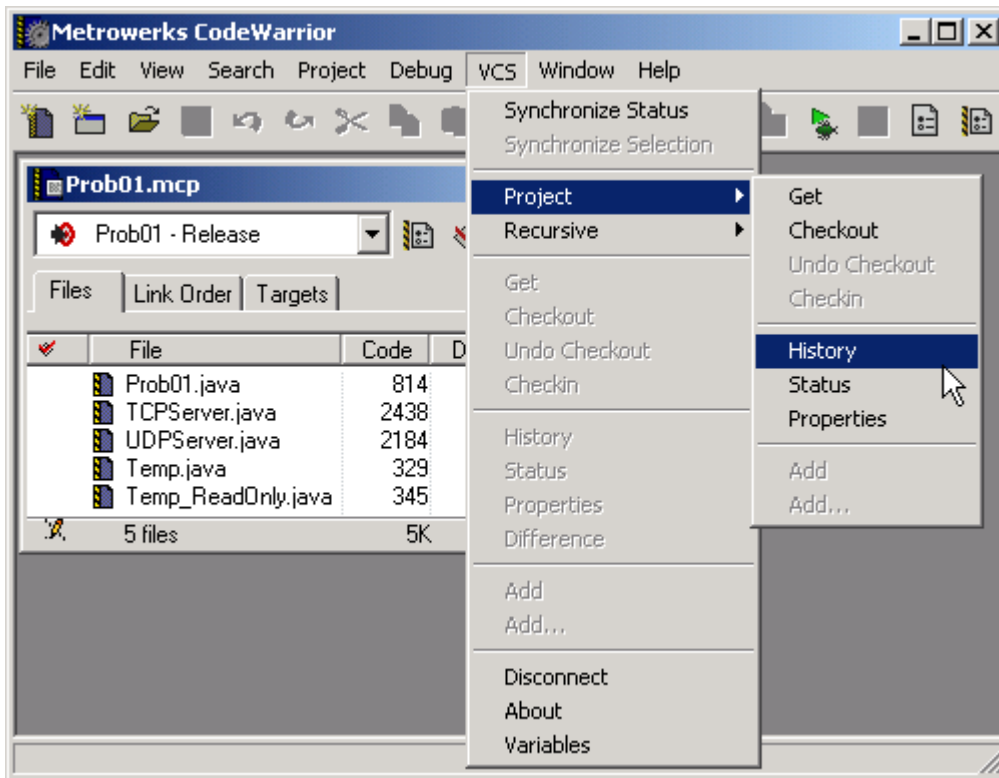 Metrowerks CodeWarrior
File Edit View Search Project Debug VCS Window Help
Prob01.mcp
Prob01 - Release
Files Link Order Targets
File Code D
Prob01.java 814
TCPServer.java 2438
UDPServer.java 2184
Temp.java 329
Temp_ReadOnly.java 345
5 files 5K
Synchronize Status
Synchronize Selection
Project
Recursive
Get
Checkout
Undo Checkout
Checkin
History
Status
Properties
Difference
Add
Add...
Disconnect
About
Variables
Get
Checkout
Undo Checkout
Checkin
History
Status
Properties
Add
Add...